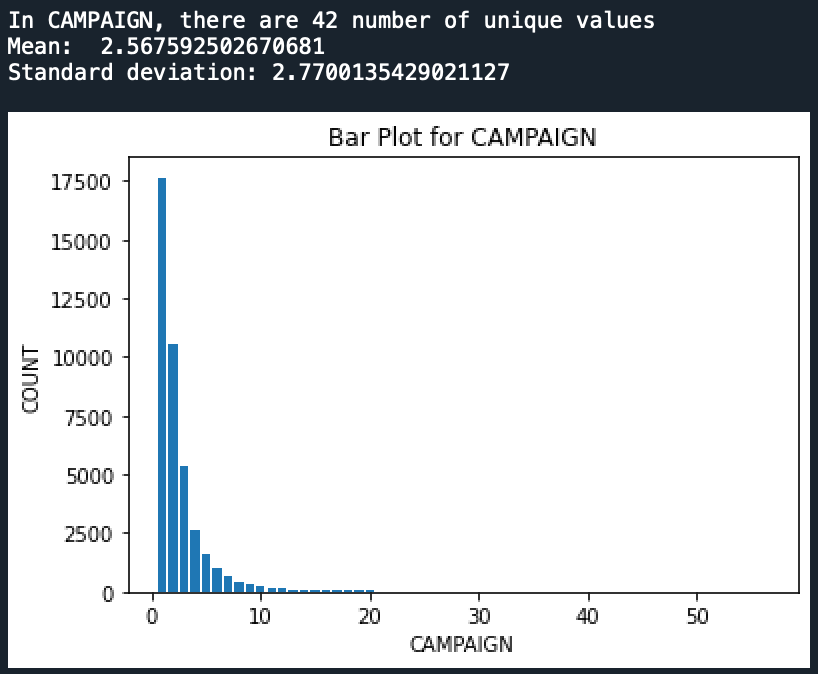 In CAMPAIGN, there are 42 number of unique values
Mean:  2.567592502670681
Standard deviation: 2.7700135429021127
Bar Plot for CAMPAIGN
17500
15000
12500
10000
7500
5000
2500
0
COUNT
0 10 20 30 40 50
CAMPAIGN